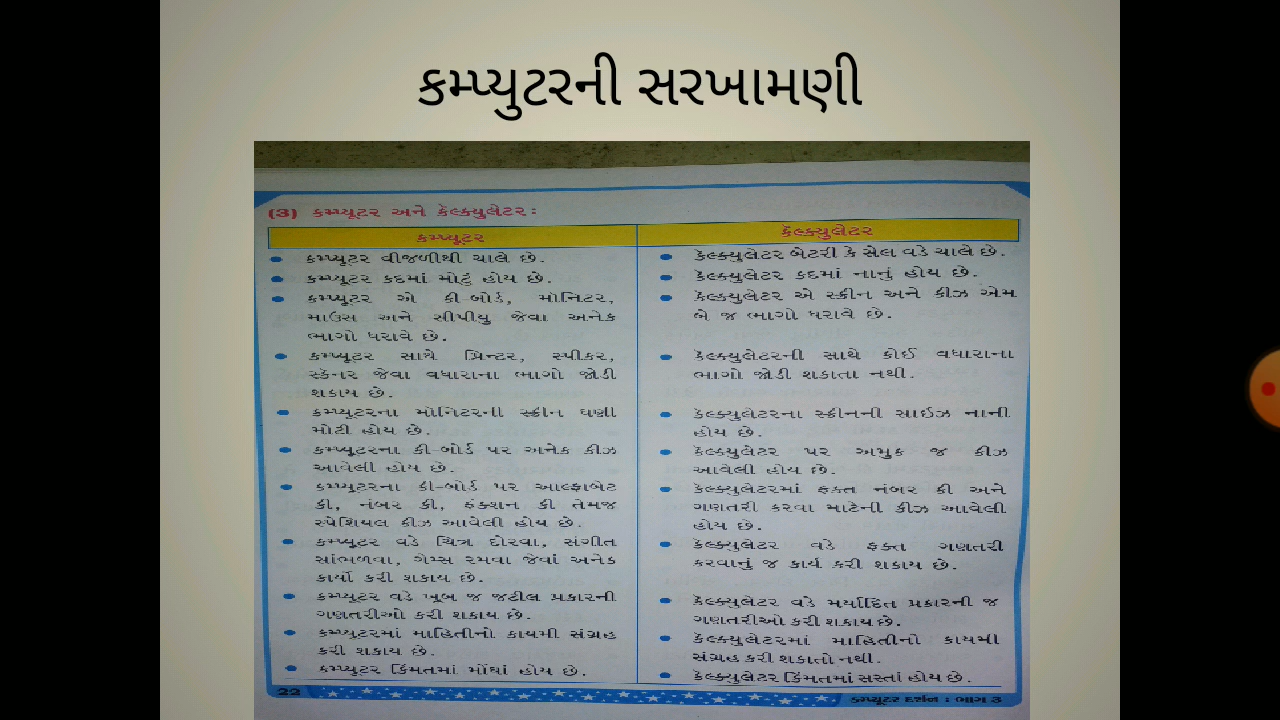 કમ્પ્યુટરની સરખામણી
(3) કમ્પ્યૂટર અને કૅલ્ક્યુલેટર :
કમ્પ્યૂટર
કૅલ્ક્યુલેટર
કમ્પ્યૂટર વીજળીથી ચાલે છે.
કમ્પ્યૂટર કદમાં મોટું હોય છે.
કમ્પ્યૂટર એ કી-બોર્ડ, મોનિટર,
માઉસ અને સીપીયુ જેવા અનેક
ભાગો ધરાવે છે.
કમ્પ્યૂટર સાથે પ્રિન્ટર, સ્પીકર,
સ્કૅનર જેવા વધારાના ભાગો જોડી
શકાય છે.
કમ્પ્યૂટરના મોનિટરની સ્ક્રીન ઘણી
મોટી હોય છે.
કમ્પ્યૂટરના કી-બોર્ડ પર અનેક કીઝ
આવેલી હોય છે.
કમ્પ્યૂટરના કી-બોર્ડ પર આલ્ફાબેટ
કી, નંબર કી, ફંક્શન કી તેમજ
સ્પેશિયલ કીઝ આવેલી હોય છે.
કમ્પ્યૂટર વડે ચિત્ર દોરવા, સંગીત
સાંભળવા, ગેમ્સ રમવા જેવાં અનેક
કાર્યો કરી શકાય છે.
કમ્પ્યૂટર વડે ખૂબ જ જટીલ પ્રકારની
ગણતરીઓ કરી શકાય છે.
કમ્પ્યૂટરમાં માહિતીનો કાયમી સંગ્રહ
કરી શકાય છે.
કમ્પ્યૂટર કિંમતમાં મોંઘાં હોય છે.
કૅલ્ક્યુલેટર બેટરી કે સેલ વડે ચાલે છે.
કૅલ્ક્યુલેટર કદમાં નાનું હોય છે.
કૅલ્ક્યુલેટર એ સ્ક્રીન અને કીઝ એમ
બે જ ભાગો ધરાવે છે.
કૅલ્ક્યુલેટરની સાથે કોઈ વધારાના
ભાગો જોડી શકાતા નથી.
કૅલ્ક્યુલેટરના સ્ક્રીનની સાઈઝ નાની
હોય છે.
કૅલ્ક્યુલેટર પર અમુક જ કીઝ
આવેલી હોય છે.
કૅલ્ક્યુલેટરમાં ફક્ત નંબર કી અને
ગણતરી કરવા માટેની કીઝ આવેલી
હોય છે.
કૅલ્ક્યુલેટર વડે ફક્ત ગણતરી
કરવાનું જ કાર્ય કરી શકાય છે.
કૅલ્ક્યુલેટર વડે મર્યાદિત પ્રકારની જ
ગણતરીઓ કરી શકાય છે.
કૅલ્ક્યુલેટરમાં માહિતીનો કાયમી
સંગ્રહ કરી શકાતો નથી.
કૅલ્ક્યુલેટર કિંમતમાં સસ્તાં હોય છે.
22
કમ્પ્યૂટર દર્શન : ભાગ 3